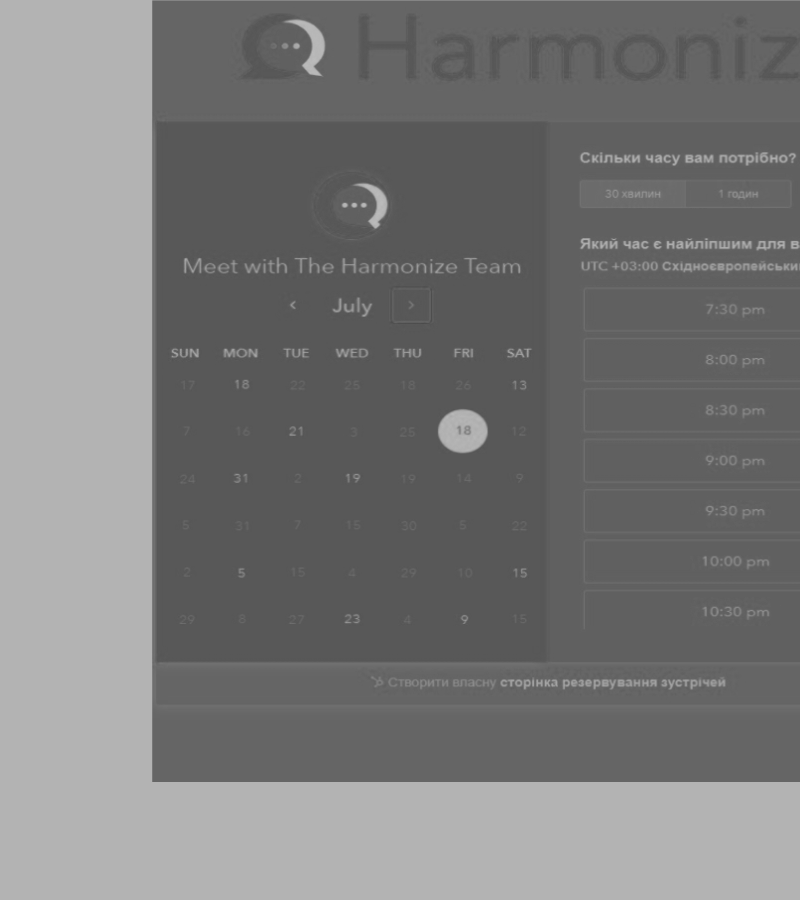 Harmoniz
Meet with The Harmonize Team
July
SUN MON TUE WED THU FRI SAT
17 18 22 25 18 26 13
7 16 21 3 25 18 12
24 31 2 19 19 14 9
5 31 7 15 30 5 22
2 5 15 4 29 10 15
29 8 27 23 4 9 15
Скільки часу вам потрібно?
30 хвилин 1 годин
Який час є найліпшим для в
UTC +03:00 Східноєвропейськи
7:30 pm
8:00 pm
8:30 pm
9:00 pm
9:30 pm
10:00 pm
10:30 pm
Створити власну сторінка резервування зустрічей